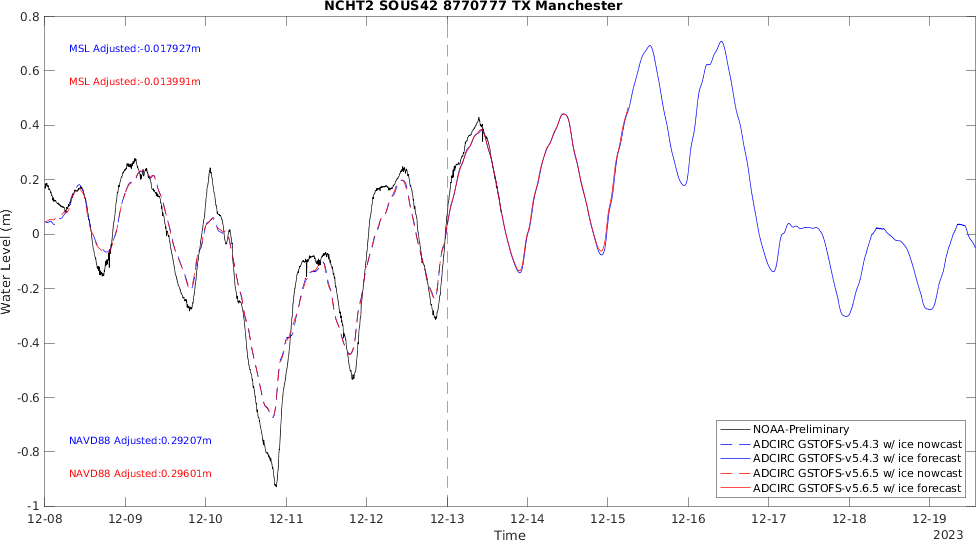 NCHT2 SOUS42 8770777 TX Manchester
0.8
0.6
0.4
0.2
0
-0.2
-0.4
-0.6
-0.8
-1
Water Level (m)
MSL Adjusted:-0.017927m
MSL Adjusted:-0.013991m
NAVD88 Adjusted:0.29207m
NAVD88 Adjusted:0.29601m
NOAA-Preliminary
ADCIRC GSTOFS-v5.4.3 w/ ice nowcast
ADCIRC GSTOFS-v5.4.3 w/ ice forecast
ADCIRC GSTOFS-v5.6.5 w/ ice nowcast
ADCIRC GSTOFS-v5.6.5 w/ ice forecast
12-08 12-09 12-10 12-11 12-12 12-13 12-14 12-15 12-16 12-17 12-18 12-19
Time
2023